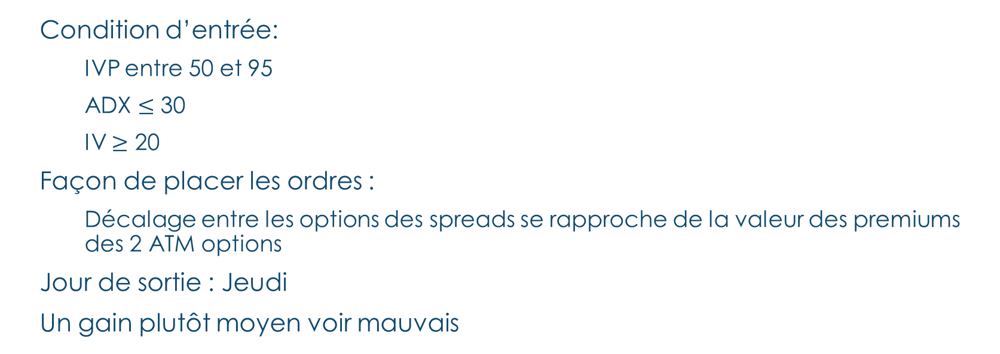 Condition d’entrée:
IVP entre 50 et 95
ADX ≤ 30
IV ≥ 20
Façon de placer les ordres :
Décalage entre les options des spreads se rapproche de la valeur des premiums
des 2 ATM options
Jour de sortie : Jeudi
Un gain plutôt moyen voir mauvais